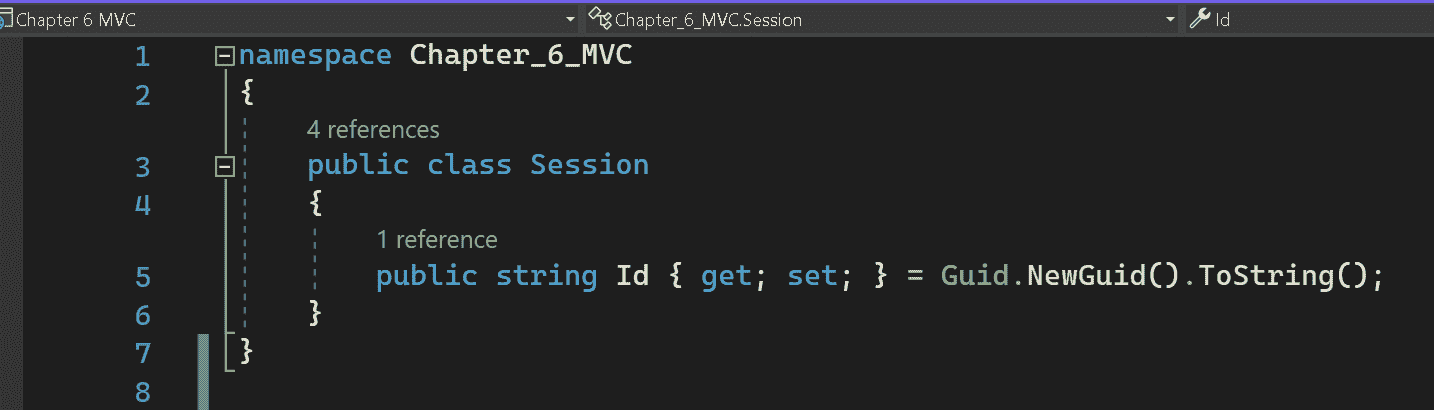 Chapter 6 MVC Chapter_6_MVC.Session Id
1 namespace Chapter_6_MVC
2 {
4 references
3 public class Session
4 {
1 reference
5 public string Id { get; set; } = Guid.NewGuid().ToString();
6 }
7 }
8